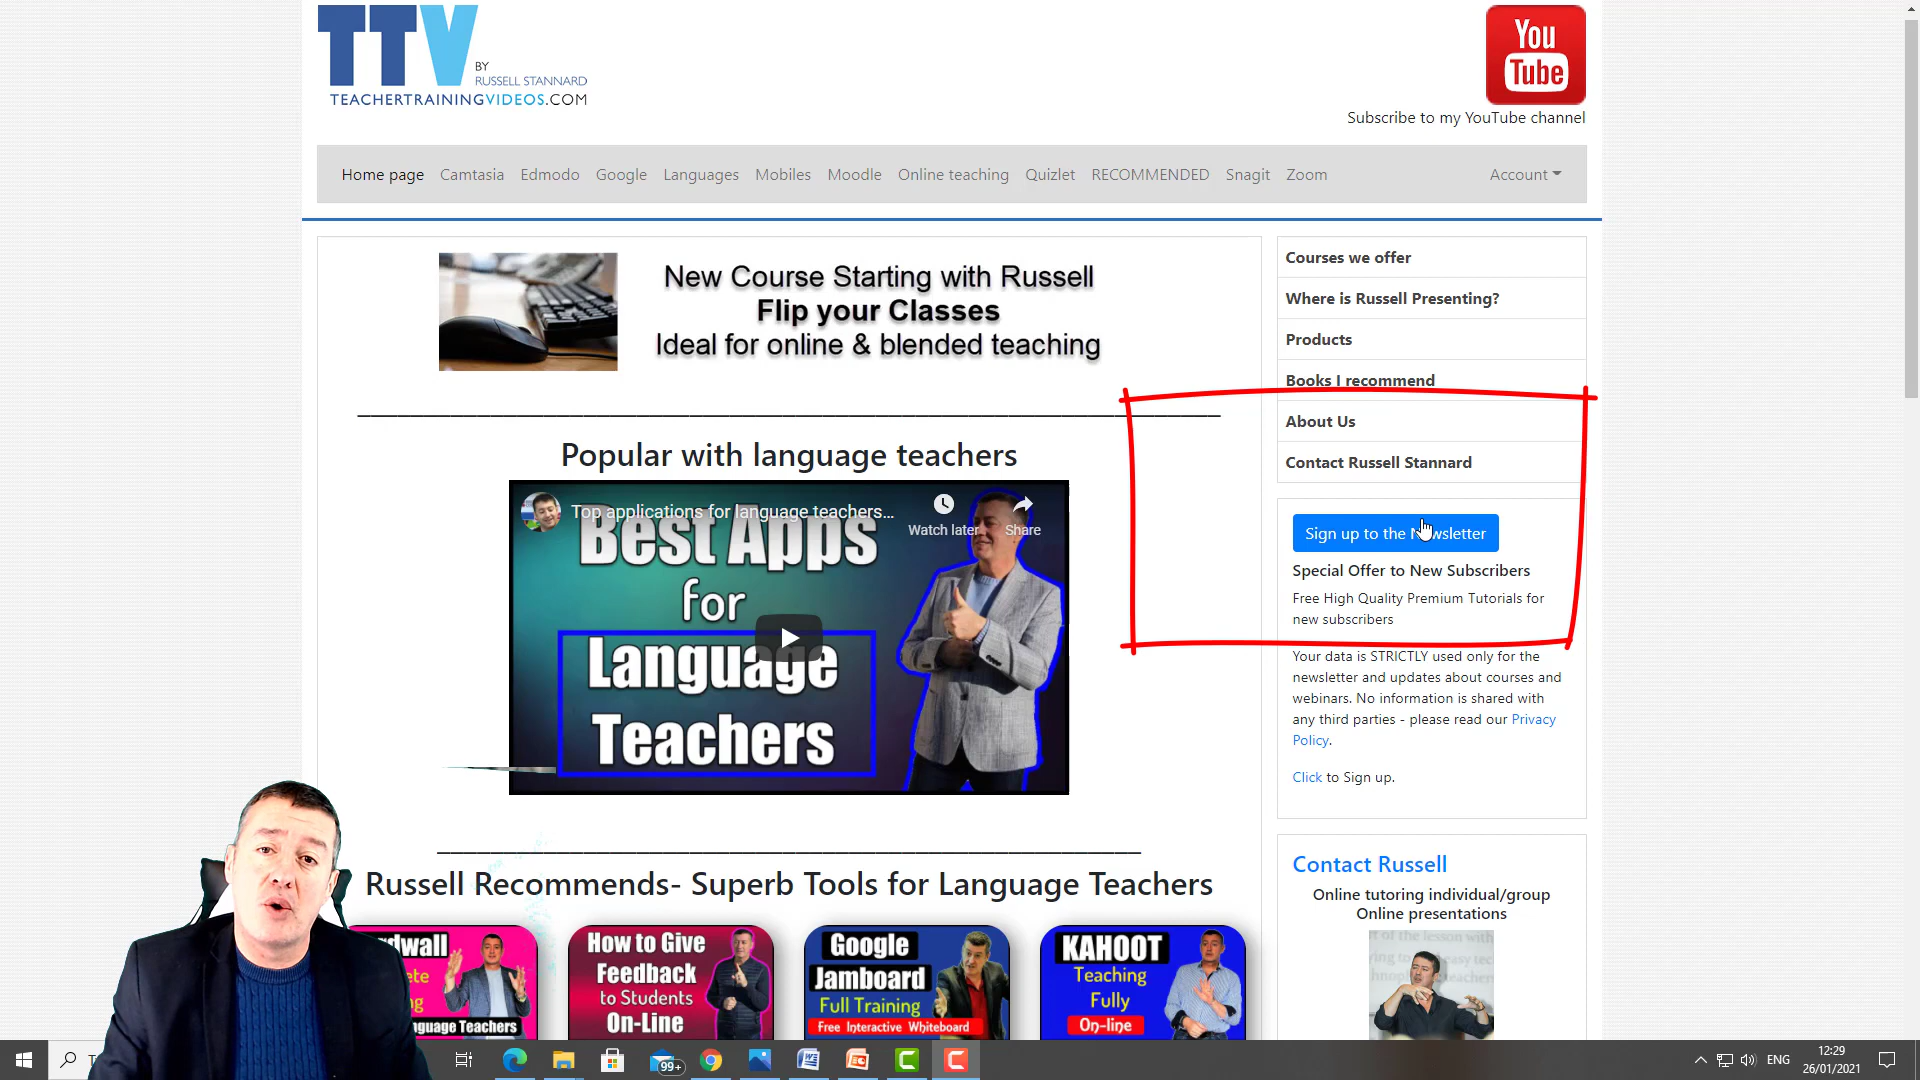 TTV
BY
RUSSELL STANNARD
TEACHERTRAININGVIDEOS.COM
You
Tube
Subscribe to my YouTube channel
Home page Camtasia Edmodo Google Languages Mobiles Moodle Online teaching Quizlet RECOMMENDED Snagit Zoom Account
New Course Starting with Russell
Flip your Classes
Ideal for online & blended teaching
Popular with language teachers
Top applications for language teachers...
Watch later
Share
Best Apps
for
Language
Teachers
Russell Recommends- Superb Tools for Language Teachers
How to Give
Feedback
to Students
On-Line
Google
Jamboard
Full Training
Free Interactive Whiteboard
KAHOOT
Teaching
Fully
On-line
Teachers
Courses we offer
Where is Russell Presenting?
Products
Books I recommend
About Us
Contact Russell Stannard
Sign up to the Newsletter
Special Offer to New Subscribers
Free High Quality Premium Tutorials for
new subscribers
Your data is STRICTLY used only for the
newsletter and updates about courses and
webinars. No information is shared with
any third parties - please read our Privacy
Policy.
Click to Sign up.
Contact Russell
Online tutoring individual/group
Online presentations
99+
ENG
12:29
26/01/2021